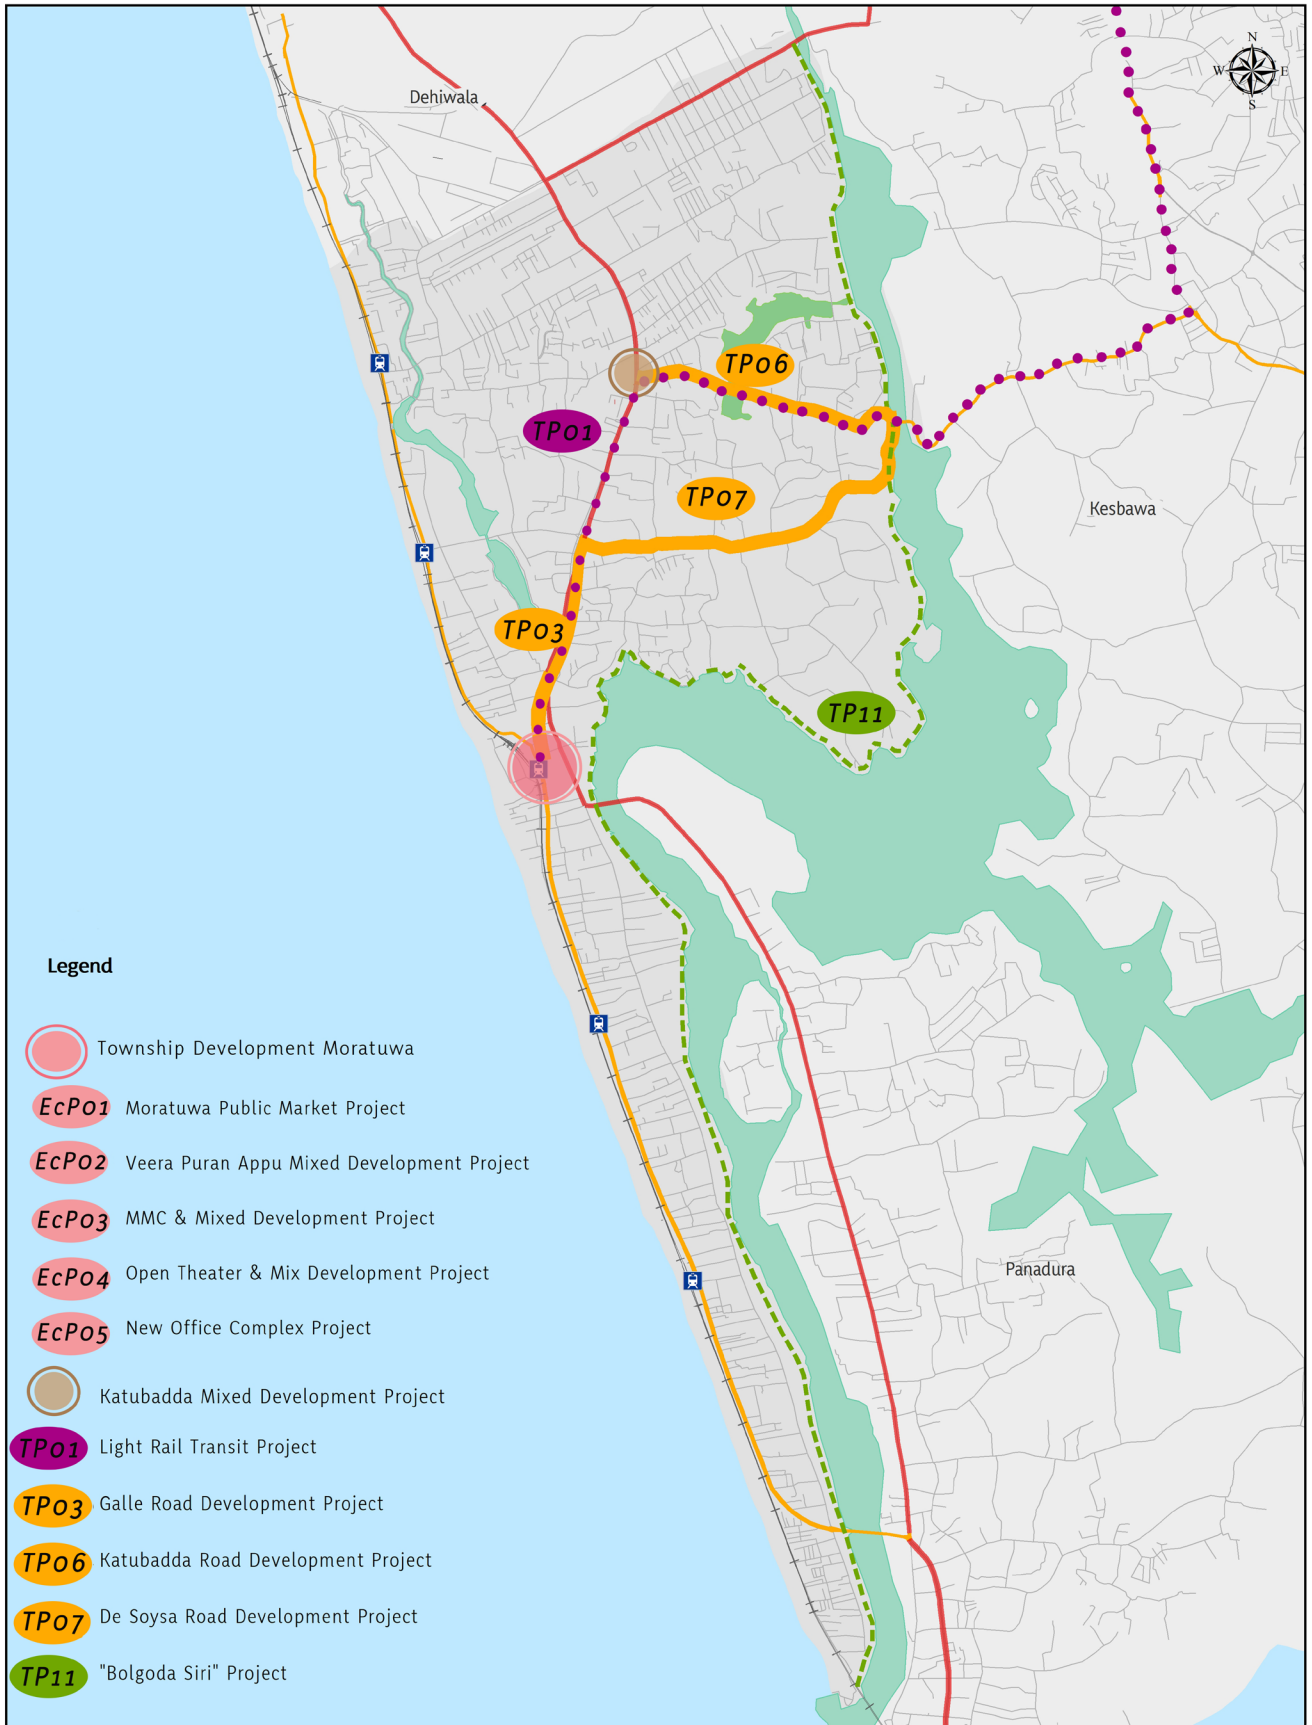 N
W E
S
Dehiwala
TP06
TP01
TP07
Kesbawa
TP03
TP11
Legend
Township Development Moratuwa
EcP01 Moratuwa Public Market Project
EcP02 Veera Puran Appu Mixed Development Project
EcP03 MMC & Mixed Development Project
Panadura
EcP04 Open Theater & Mix Development Project
EcP05 New Office Complex Project
Katubadda Mixed Development Project
TP01 Light Rail Transit Project
TP03 Galle Road Development Project
TP06 Katubadda Road Development Project
TP07 De Soysa Road Development Project
TP11 "Bolgoda Siri" Project